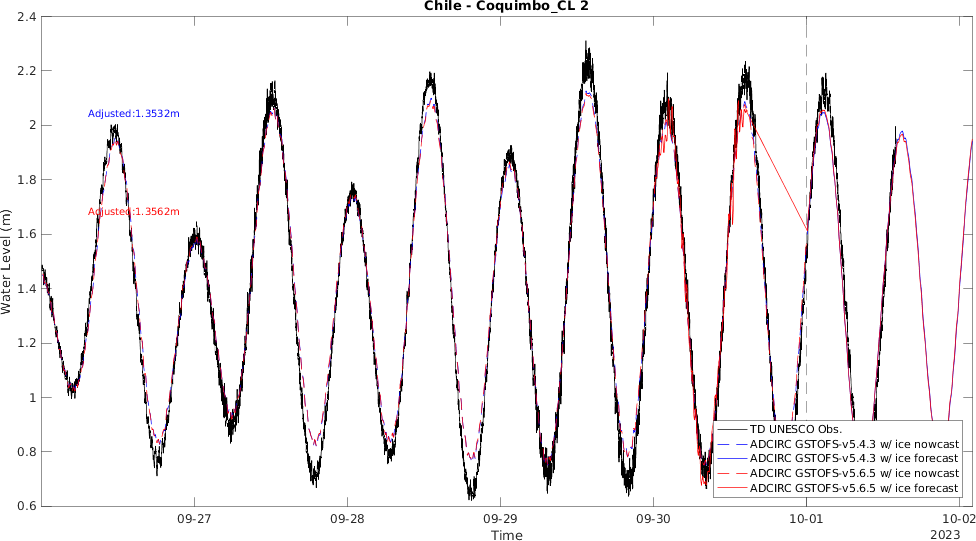 Chile - Coquimbo_CL 2
Water Level (m)
2.4
2.2
2
1.8
1.6
1.4
1.2
1
0.8
0.6
Adjusted:1.3532m
Adjusted:1.3562m
TD UNESCO Obs.
ADCIRC GSTOFS-v5.4.3 w/ ice nowcast
ADCIRC GSTOFS-v5.4.3 w/ ice forecast
ADCIRC GSTOFS-v5.6.5 w/ ice nowcast
ADCIRC GSTOFS-v5.6.5 w/ ice forecast
09-27 09-28 09-29 09-30 10-01 10-02
Time
2023